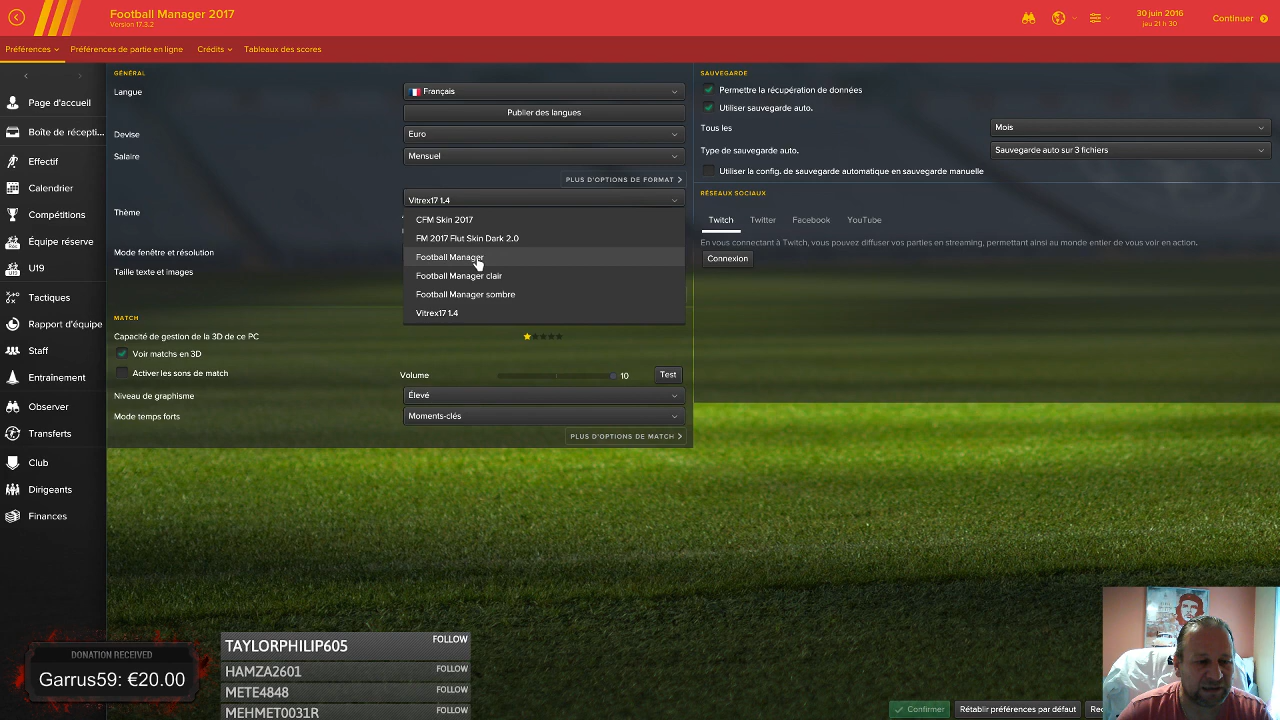 Football Manager 2017
Version 17.3.2
30 juin 2016
jeu.21 h 30
Continuer
Préférences
Préférences de partie en ligne
Crédits
Tableaux des scores
Page d'accueil
Boîte de récepti...
Effectif
Calendrier
Compétitions
Équipe réserve
U19
Tactiques
Rapport d'équipe
Staff
Entraînement
Observer
Transferts
Club
Dirigeants
Finances
GÉNÉRAL
Langue
Français
Publier des langues
Devise
Euro
Salaire
Mensuel
PLUS D'OPTIONS DE FORMAT
Thème
Vitrex17 1.4
CFM Skin 2017
FM 2017 Flut Skin Dark 2.0
Football Manager
Football Manager clair
Football Manager sombre
Vitrex17 1.4
Mode fenêtre et résolution
Taille texte et images
MATCH
Capacité de gestion de la 3D de ce PC
Voir matchs en 3D
Activer les sons de match
Volume
10
Test
Niveau de graphisme
Élevé
Mode temps forts
Moments-clés
PLUS D'OPTIONS DE MATCH
SAUVEGARDE
Permettre la récupération de données
Utiliser sauvegarde auto.
Tous les
Mois
Type de sauvegarde auto.
Sauvegarde auto sur 3 fichiers
Utiliser la config. de sauvegarde automatique en sauvegarde manuelle
RÉSEAUX SOCIAUX
Twitch
Twitter
Facebook
YouTube
En vous connectant à Twitch, vous pouvez diffuser vos parties en streaming, permettant ainsi au monde entier de vous voir en action.
Connexion
DONATION RECEIVED
Garrus59: €20.00
TAYLORPHILIP605 FOLLOW
HAMZA2601 FOLLOW
METE4848 FOLLOW
MEHMET0031R FOLLOW
Confirmer
Rétablir préférences par défaut